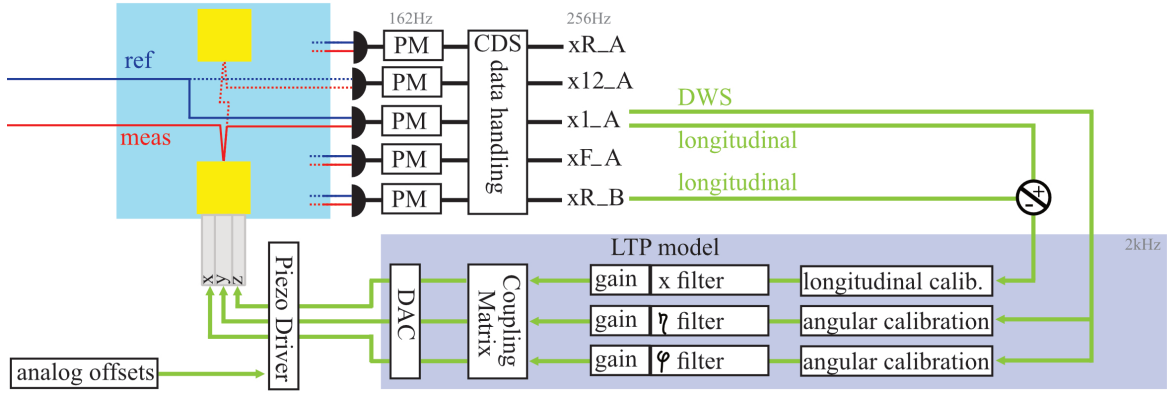 162Hz
256Hz
PM
CDS
xR_A
ref
PM
data handling
x12_A
DWS
PM
x1_A
meas
longitudinal
PM
xF_A
longitudinal
PM
xR_B
+
-
LTP model
2kHz
x
y
z
Piezo Driver
DAC
Coupling
Matrix
gain
x filter
longitudinal calib.
gain
η filter
angular calibration
gain
φ filter
angular calibration
analog offsets